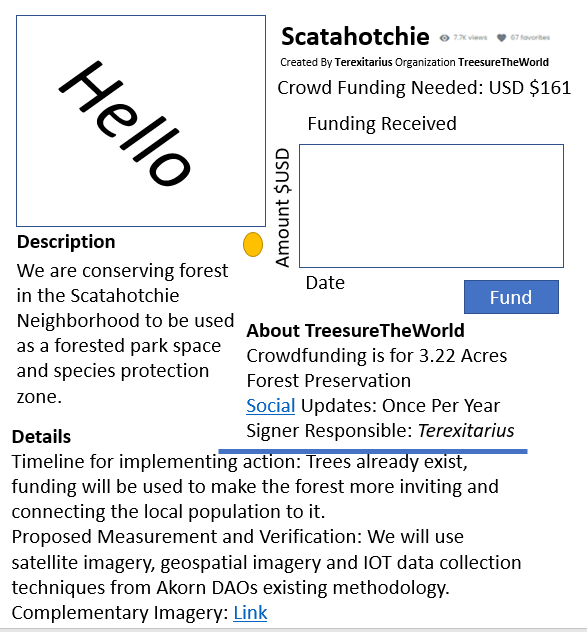 Hello
Scatahotchie 7.7K views 67 favorites
Created By Terexitarius Organization TreesureTheWorld
Crowd Funding Needed: USD $161
Funding Received
Amount $USD
Date
Fund
Description
We are conserving forest
in the Scatahotchie
Neighborhood to be used
as a forested park space
and species protection
zone.
About TreesureTheWorld
Crowdfunding is for 3.22 Acres
Forest Preservation
Social Updates: Once Per Year
Signer Responsible: Terexitarius
Details
Timeline for implementing action: Trees already exist,
funding will be used to make the forest more inviting and
connecting the local population to it.
Proposed Measurement and Verification: We will use
satellite imagery, geospatial imagery and IOT data collection
techniques from Akorn DAOs existing methodology.
Complementary Imagery: Link